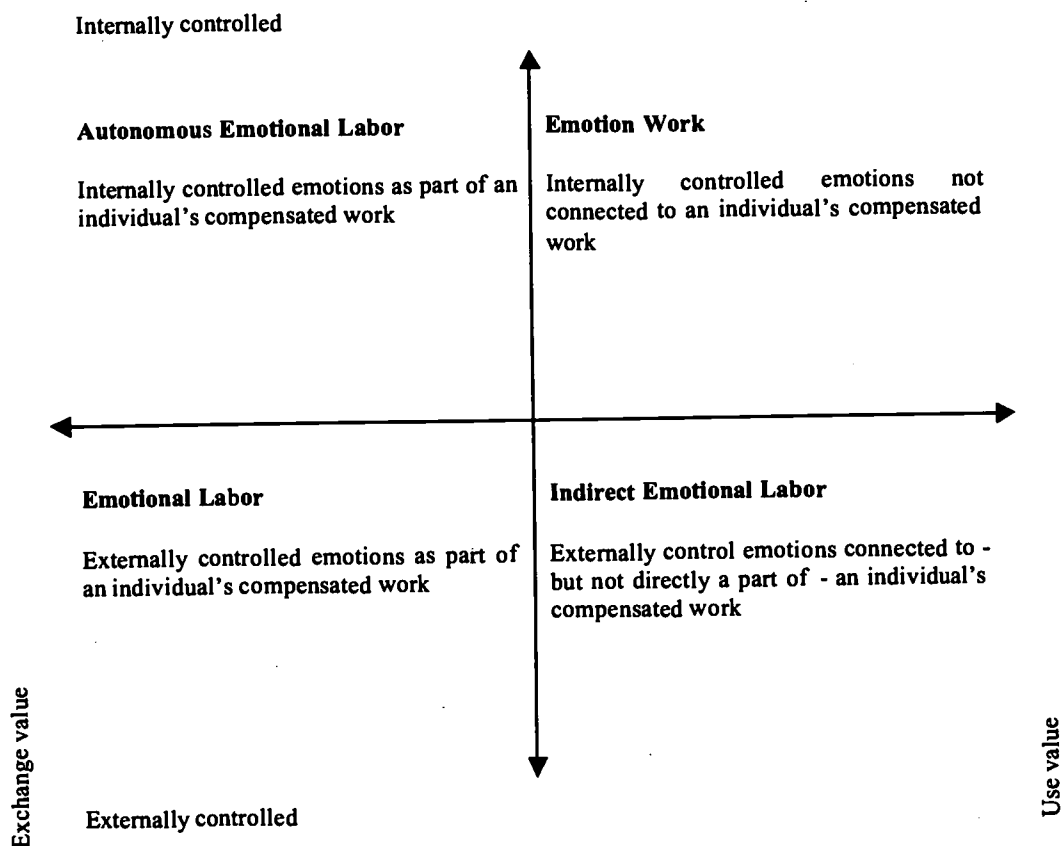 Internally controlled
Autonomous Emotional Labor
Internally controlled emotions as part of an
individual's compensated work
Emotion Work
Internally controlled emotions not
connected to an individual's compensated
work
Emotional Labor
Externally controlled emotions as part of
an individual's compensated work
Indirect Emotional Labor
Externally control emotions connected to -
but not directly a part of - an individual's
compensated work
Exchange value
Use value
Externally controlled